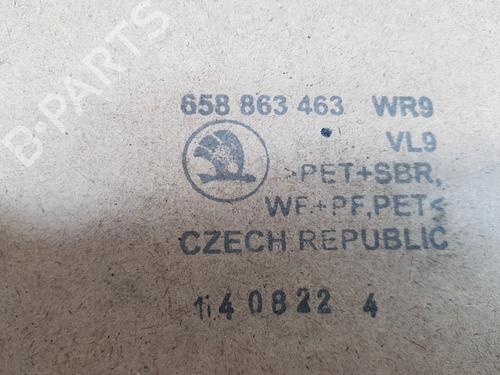 B-PARTS
658 863 463 WR9
VL9
>PET+SBR,
WF+PF,PET<
CZECH REPUBLIC
140822 4